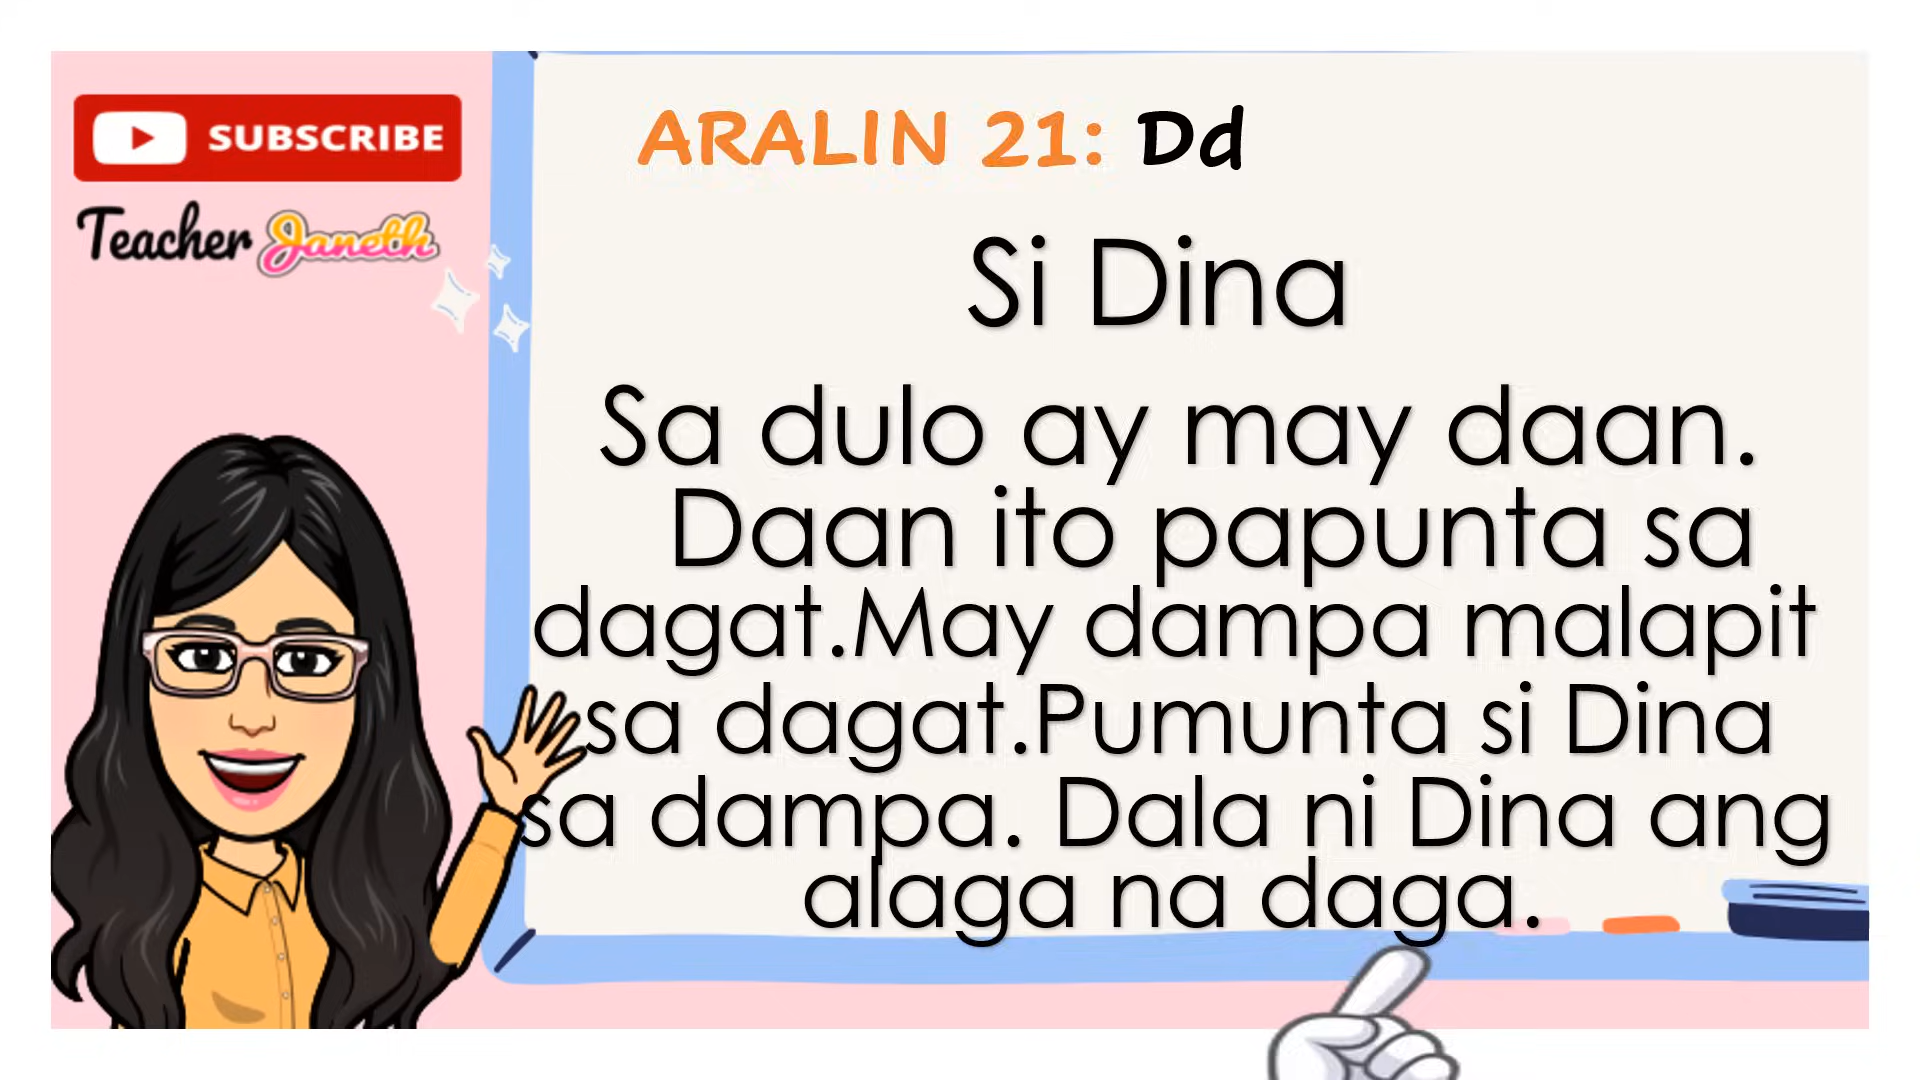 SUBSCRIBE
Teacher Janeth
ARALIN 21: Dd
Si Dina
Sa dulo ay may daan.
Daan ito papunta sa
dagat.May dampa malapit
sa dagat.Pumunta si Dina
sa dampa. Dala ni Dina ang
alaga na daga.